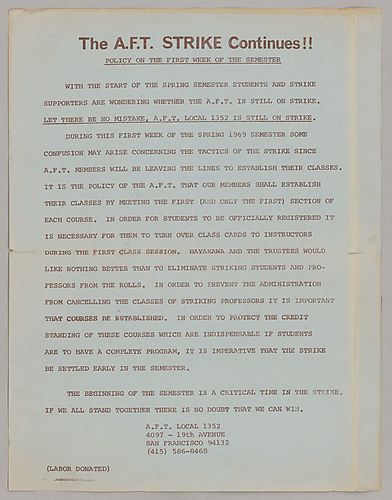 The A.F.T. STRIKE Continues!!
POLICY ON THE FIRST WEEK OF THE SEMESTER
WITH THE START OF THE SPRING SEMESTER STUDENTS AND STRIKE
SUPPORTERS ARE WONDERING WHETHER THE A.F.T. IS STILL ON STRIKE.
LET THERE BE NO MISTAKE, A.F.T. LOCAL 1352 IS STILL ON STRIKE.
DURING THIS FIRST WEEK OF THE SPRING 1969 SEMESTER SOME
CONFUSION MAY ARISE CONCERNING THE TACTICS OF THE STRIKE SINCE
A.F.T. MEMBERS WILL BE LEAVING THE LINES TO ESTABLISH THEIR CLASSES.
IT IS THE POLICY OF THE A.F.T. THAT OUR MEMBERS SHALL ESTABLISH
THEIR CLASSES BY MEETING THE FIRST (AND ONLY THE FIRST) SECTION OF
EACH COURSE. IN ORDER FOR STUDENTS TO BE OFFICIALLY REGISTERED IT
IS NECESSARY FOR THEM TO TURN OVER CLASS CARDS TO INSTRUCTORS
DURING THE FIRST CLASS SESSION. HAYAKAWA AND THE TRUSTEES WOULD
LIKE NOTHING BETTER THAN TO ELIMINATE STRIKING STUDENTS AND PRO-
FESSORS FROM THE ROLLS. IN ORDER TO PREVENT THE ADMINISTRATION
FROM CANCELLING THE CLASSES OF STRIKING PROFESSORS IT IS IMPORTANT
THAT COURSES BE ESTABLISHED. IN ORDER TO PROTECT THE CREDIT
STANDING OF THESE COURSES WHICH ARE INDISPENSABLE IF STUDENTS
ARE TO HAVE A COMPLETE PROGRAM, IT IS IMPERATIVE THAT THE STRIKE
BE SETTLED EARLY IN THE SEMESTER.
THE BEGINNING OF THE SEMESTER IS A CRITICAL TIME IN THE STRIKE.
IF WE ALL STAND TOGETHER THERE IS NO DOUBT THAT WE CAN WIN.
A.F.T. LOCAL 1352
4097 - 19th AVENUE
SAN FRANCISCO 94132
(415) 586-8468
(LABOR DONATED)